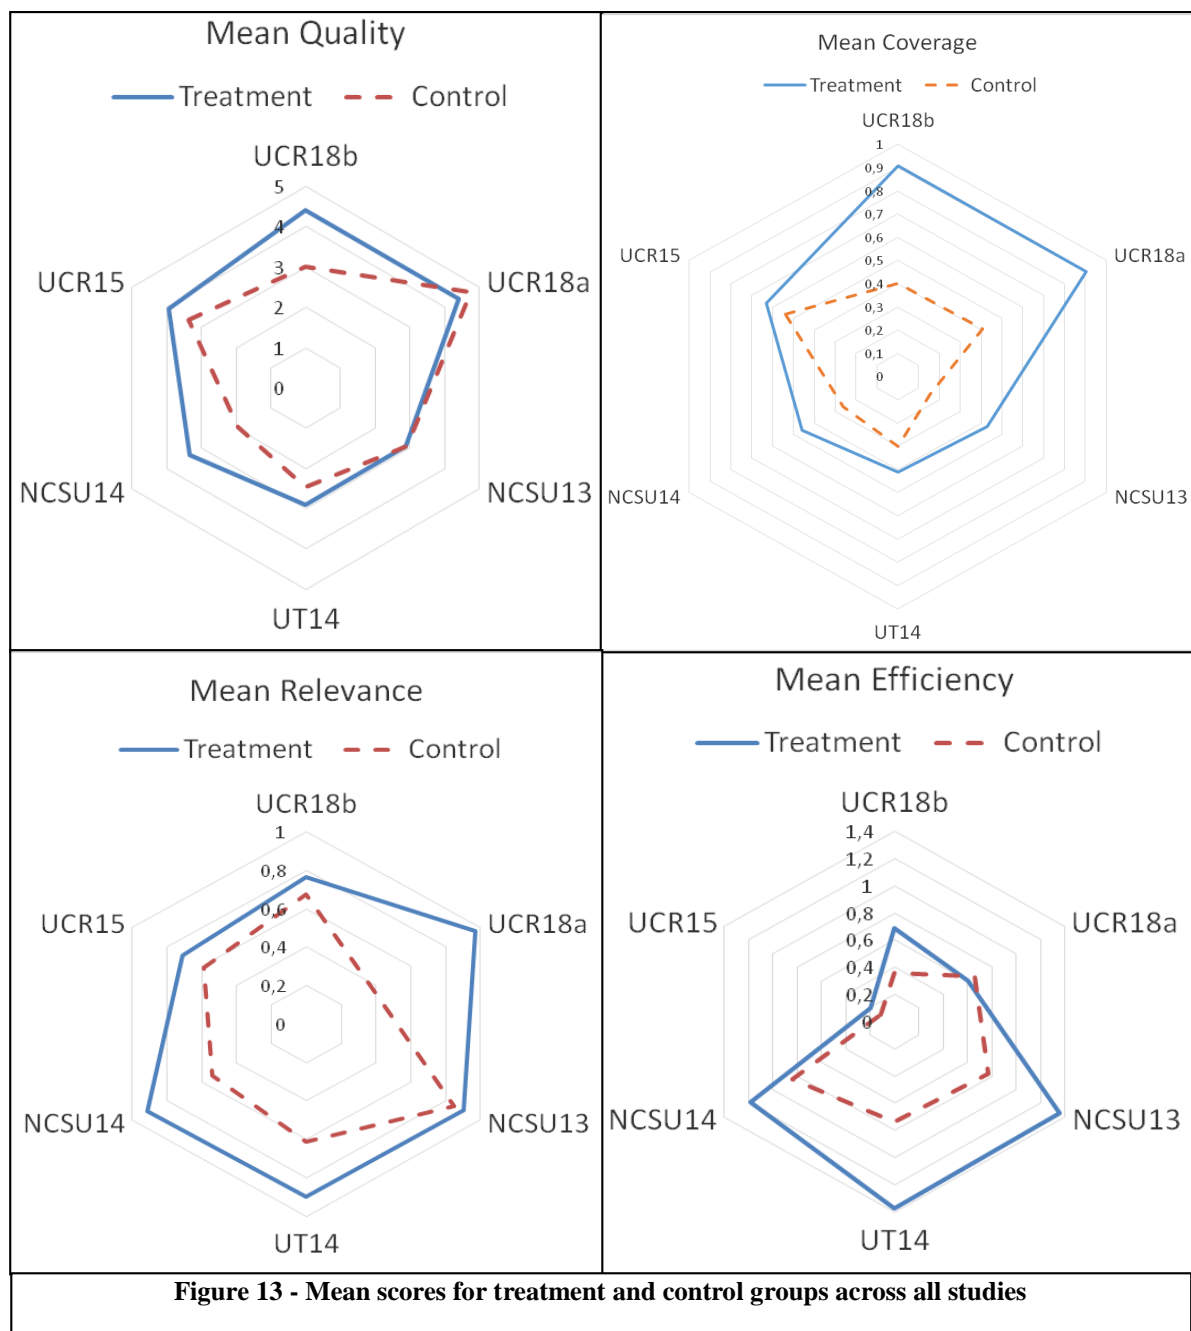 Mean Quality
Treatment Control
UCR18b
5
4
3
2
1
0
UCR18a
NCSU13
UT14
NCSU14
UCR15
Mean Coverage
Treatment Control
UCR18b
1
0,9
0,8
0,7
0,6
0,5
0,4
0,3
0,2
0,1
0
UCR18a
NCSU13
UT14
NCSU14
UCR15
Mean Relevance
Treatment Control
UCR18b
1
0,8
0,6
0,4
0,2
0
UCR18a
NCSU13
UT14
NCSU14
UCR15
Mean Efficiency
Treatment Control
UCR18b
1,4
1,2
1
0,8
0,6
0,4
0,2
0
UCR18a
NCSU13
UT14
NCSU14
UCR15
Figure 13 - Mean scores for treatment and control groups across all studies